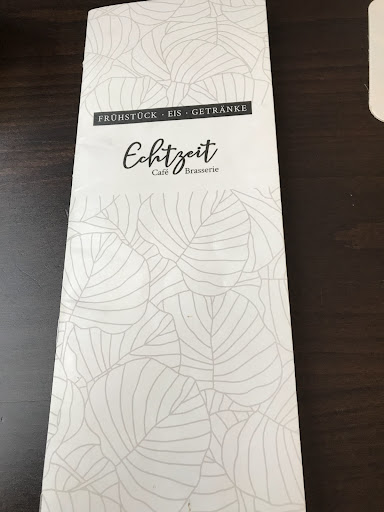 FRÜHSTÜCK · EIS · GETRÄNKE
Echtzeit
Café Brasserie